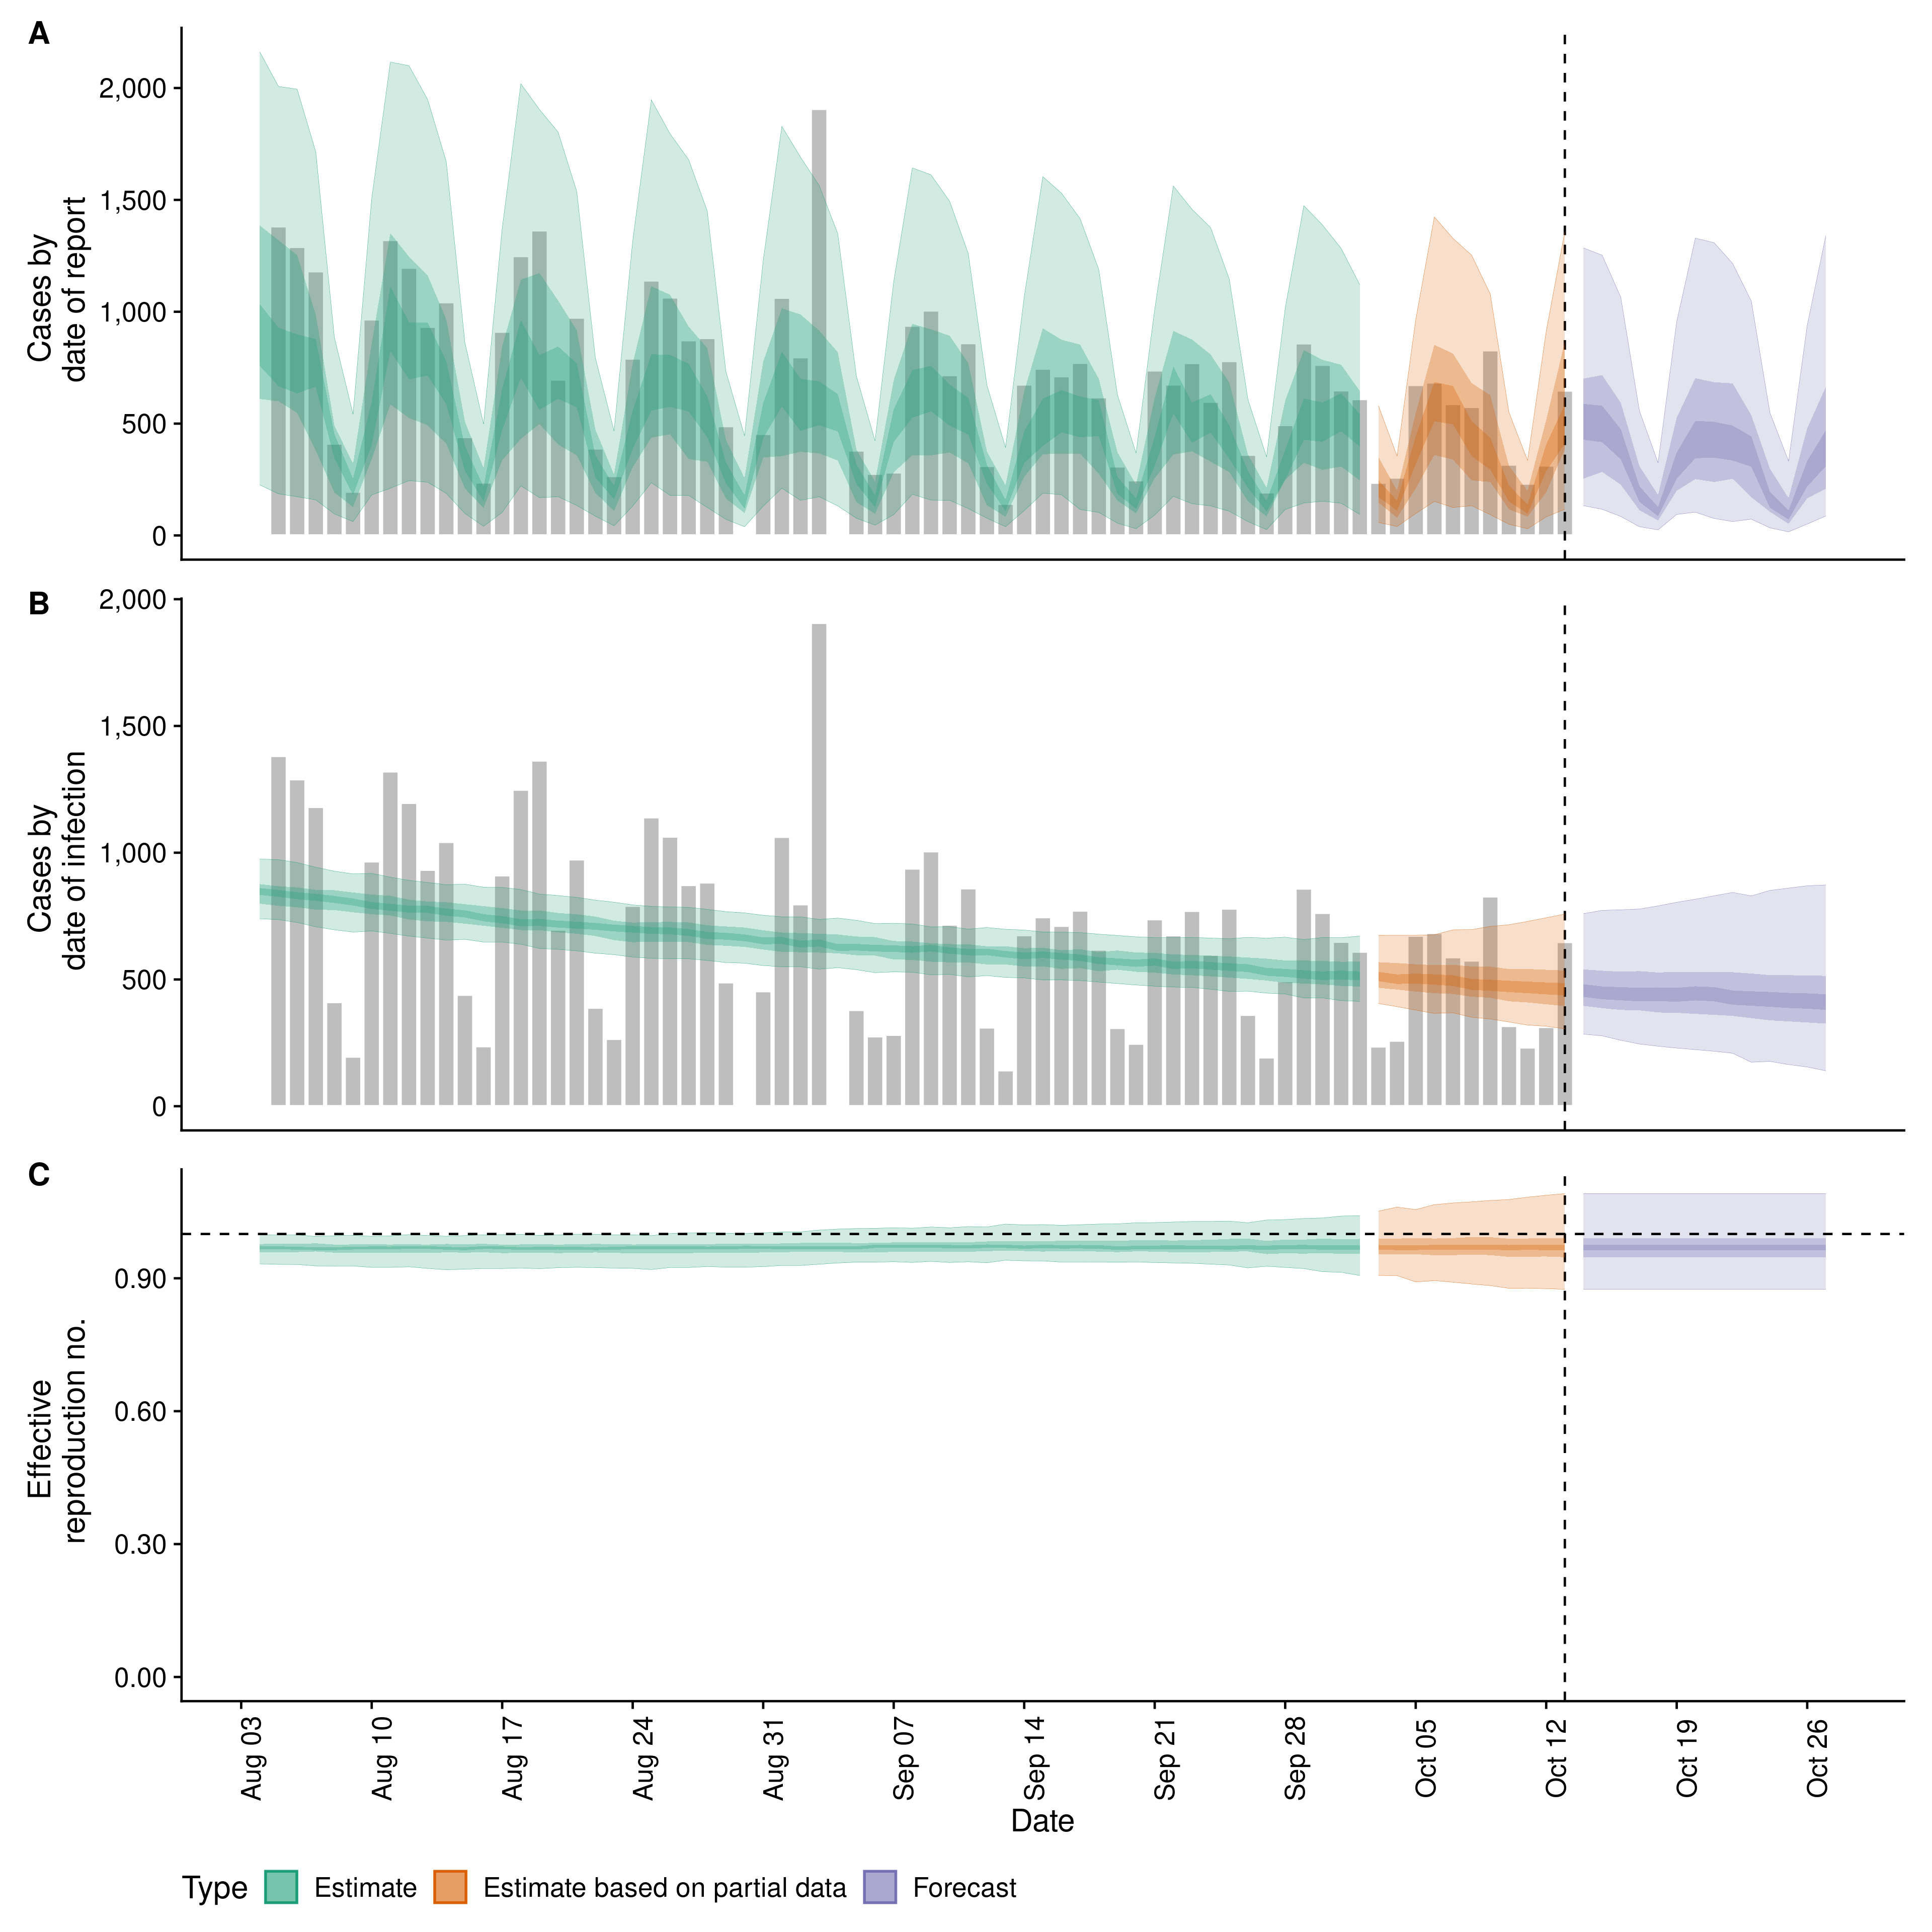 A
2,000
1,500
1,000
500
0
Cases by
date of report
B
2,000
1,500
1,000
500
0
Cases by
date of infection
C
0.90
0.60
0.30
0.00
Effective
reproduction no.
Aug 03
Aug 10
Aug 17
Aug 24
Aug 31
Sep 07
Sep 14
Sep 21
Sep 28
Oct 05
Oct 12
Oct 19
Oct 26
Date
Type Estimate Estimate based on partial data Forecast